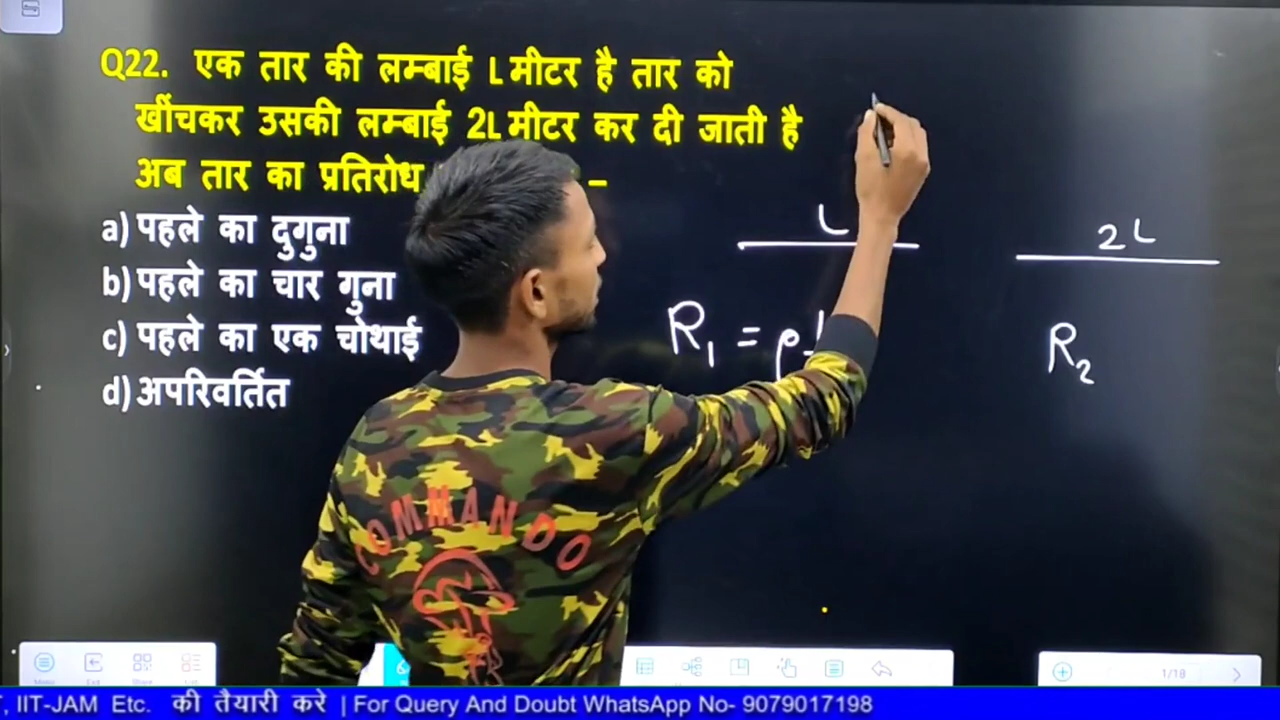 Q22. एक तार की लम्बाई L मीटर है तार को
खींचकर उसकी लम्बाई 2L मीटर कर दी जाती है
अब तार का प्रतिरोध –
a) पहले का दुगुना
b) पहले का चार गुना
c) पहले का एक चोथाई
d) अपरिवर्तित
L
2L
R₁ = ρ
R₂
COMMANDO
1/18
, IIT-JAM Etc. की तैयारी करे | For Query And Doubt WhatsApp No- 9079017198